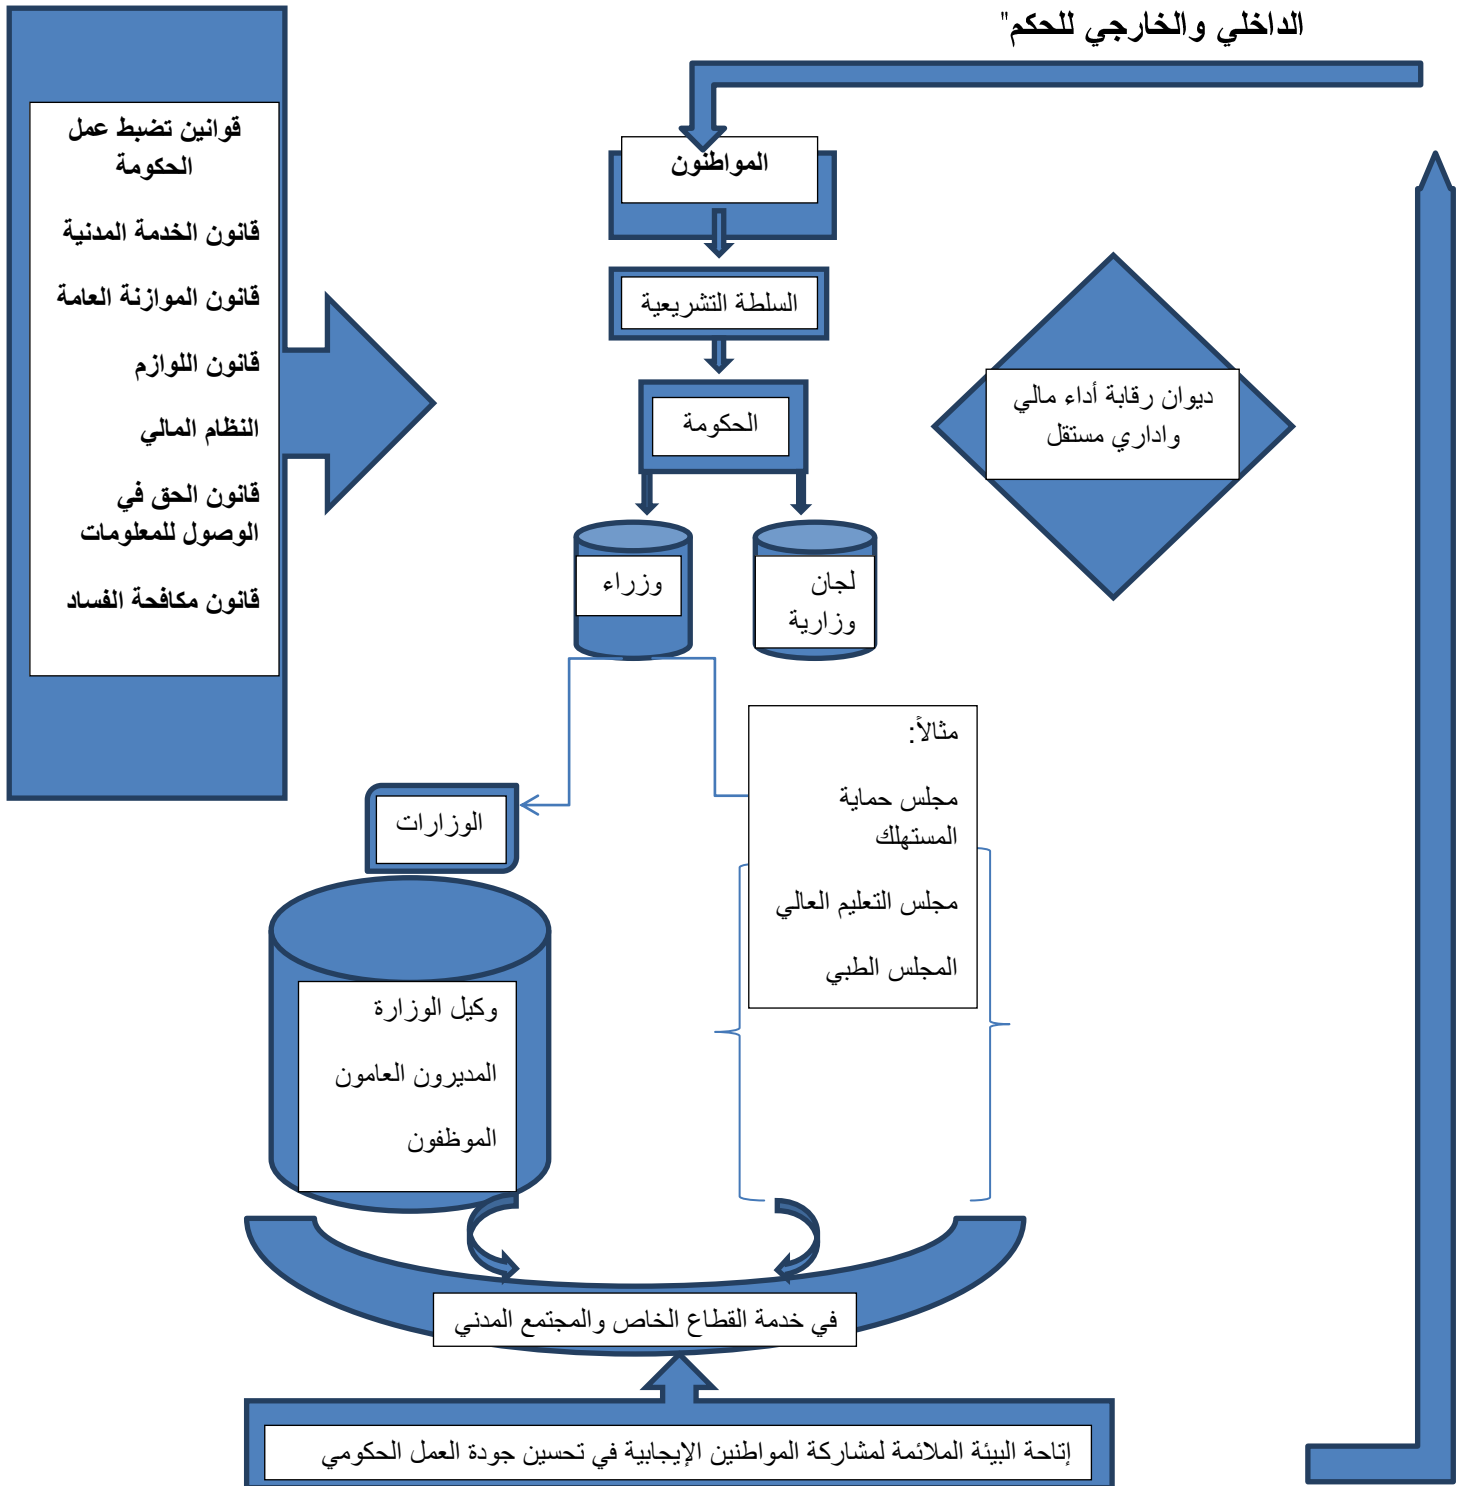 الداخلي والخارجي للحكم"
قوانين تضبط عمل
الحكومة
قانون الخدمة المدنية
قانون الموازنة العامة
قانون اللوازم
النظام المالي
قانون الحق في
الوصول للمعلومات
قانون مكافحة الفساد
المواطنون
السلطة التشريعية
الحكومة
ديوان رقابة أداء مالي
واداري مستقل
وزراء
لجان
وزارية
مثالاً:
مجلس حماية
المستهلك
مجلس التعليم العالي
المجلس الطبي
الوزارات
وكيل الوزارة
المديرون العامون
الموظفون
في خدمة القطاع الخاص والمجتمع المدني
إتاحة البيئة الملائمة لمشاركة المواطنين الإيجابية في تحسين جودة العمل الحكومي